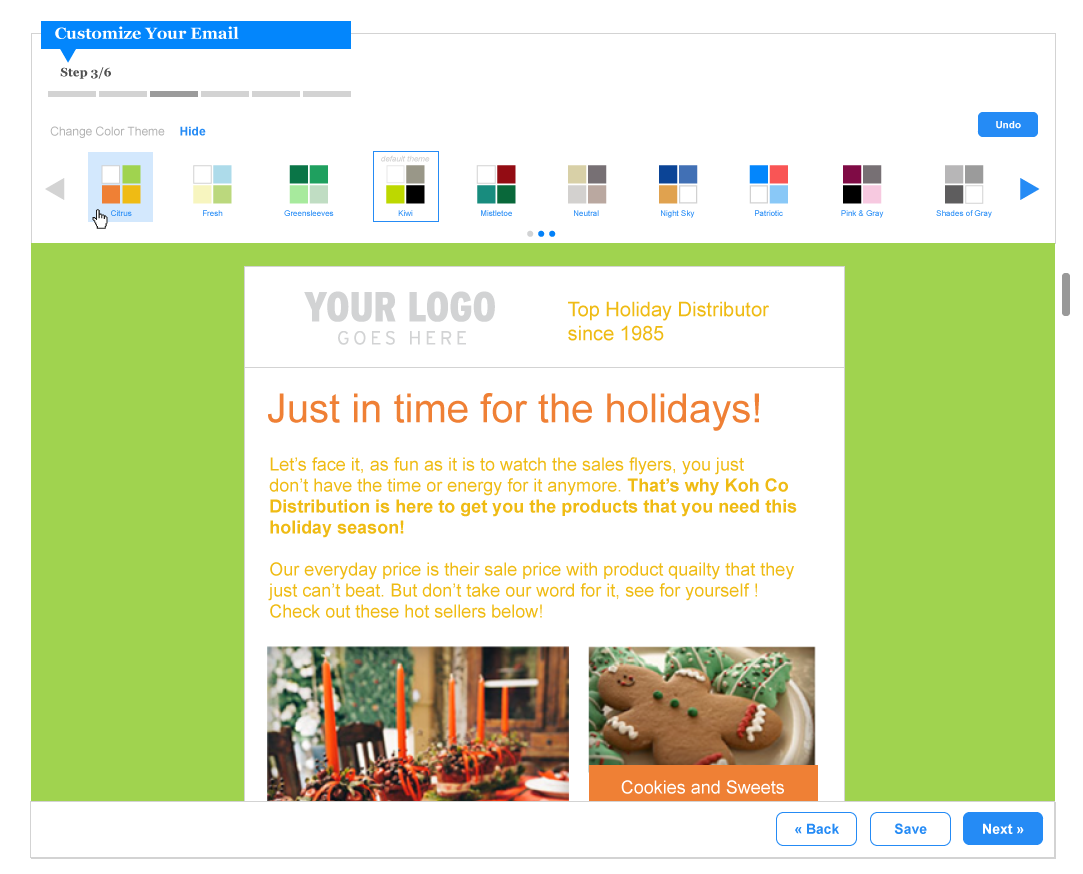 Customize Your Email
Step 3/6
Change Color Theme Hide
Undo
default theme
Citrus Fresh Greensleeves Kiwi Mistletoe Neutral Night Sky Patriotic Pink & Gray Shades of Gray
YOUR LOGO
GOES HERE
Top Holiday Distributor
since 1985
Just in time for the holidays!
Let’s face it, as fun as it is to watch the sales flyers, you just
don’t have the time or energy for it anymore. That’s why Koh Co
Distribution is here to get you the products that you need this
holiday season!
Our everyday price is their sale price with product quailty that they
just can’t beat. But don’t take our word for it, see for yourself !
Check out these hot sellers below!
Cookies and Sweets
« Back Save Next »